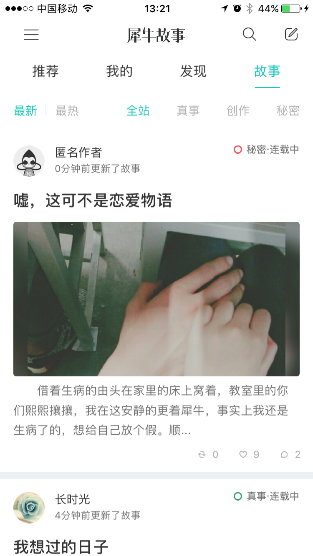 中国移动 13:21 44%
犀牛故事
推荐 我的 发现 故事
最新 最热 全站 真事 创作 秘密
匿名作者 秘密·连载中
0分钟前更新了故事
嘘，这可不是恋爱物语
借着生病的由头在家里的床上窝着，教室里的你
们熙熙攘攘，我在这安静的更着犀牛，事实上我还是
生病了的，想给自己放个假。顺...
0 9 2
长时光 真事·连载中
4分钟前更新了故事
我想过的日子